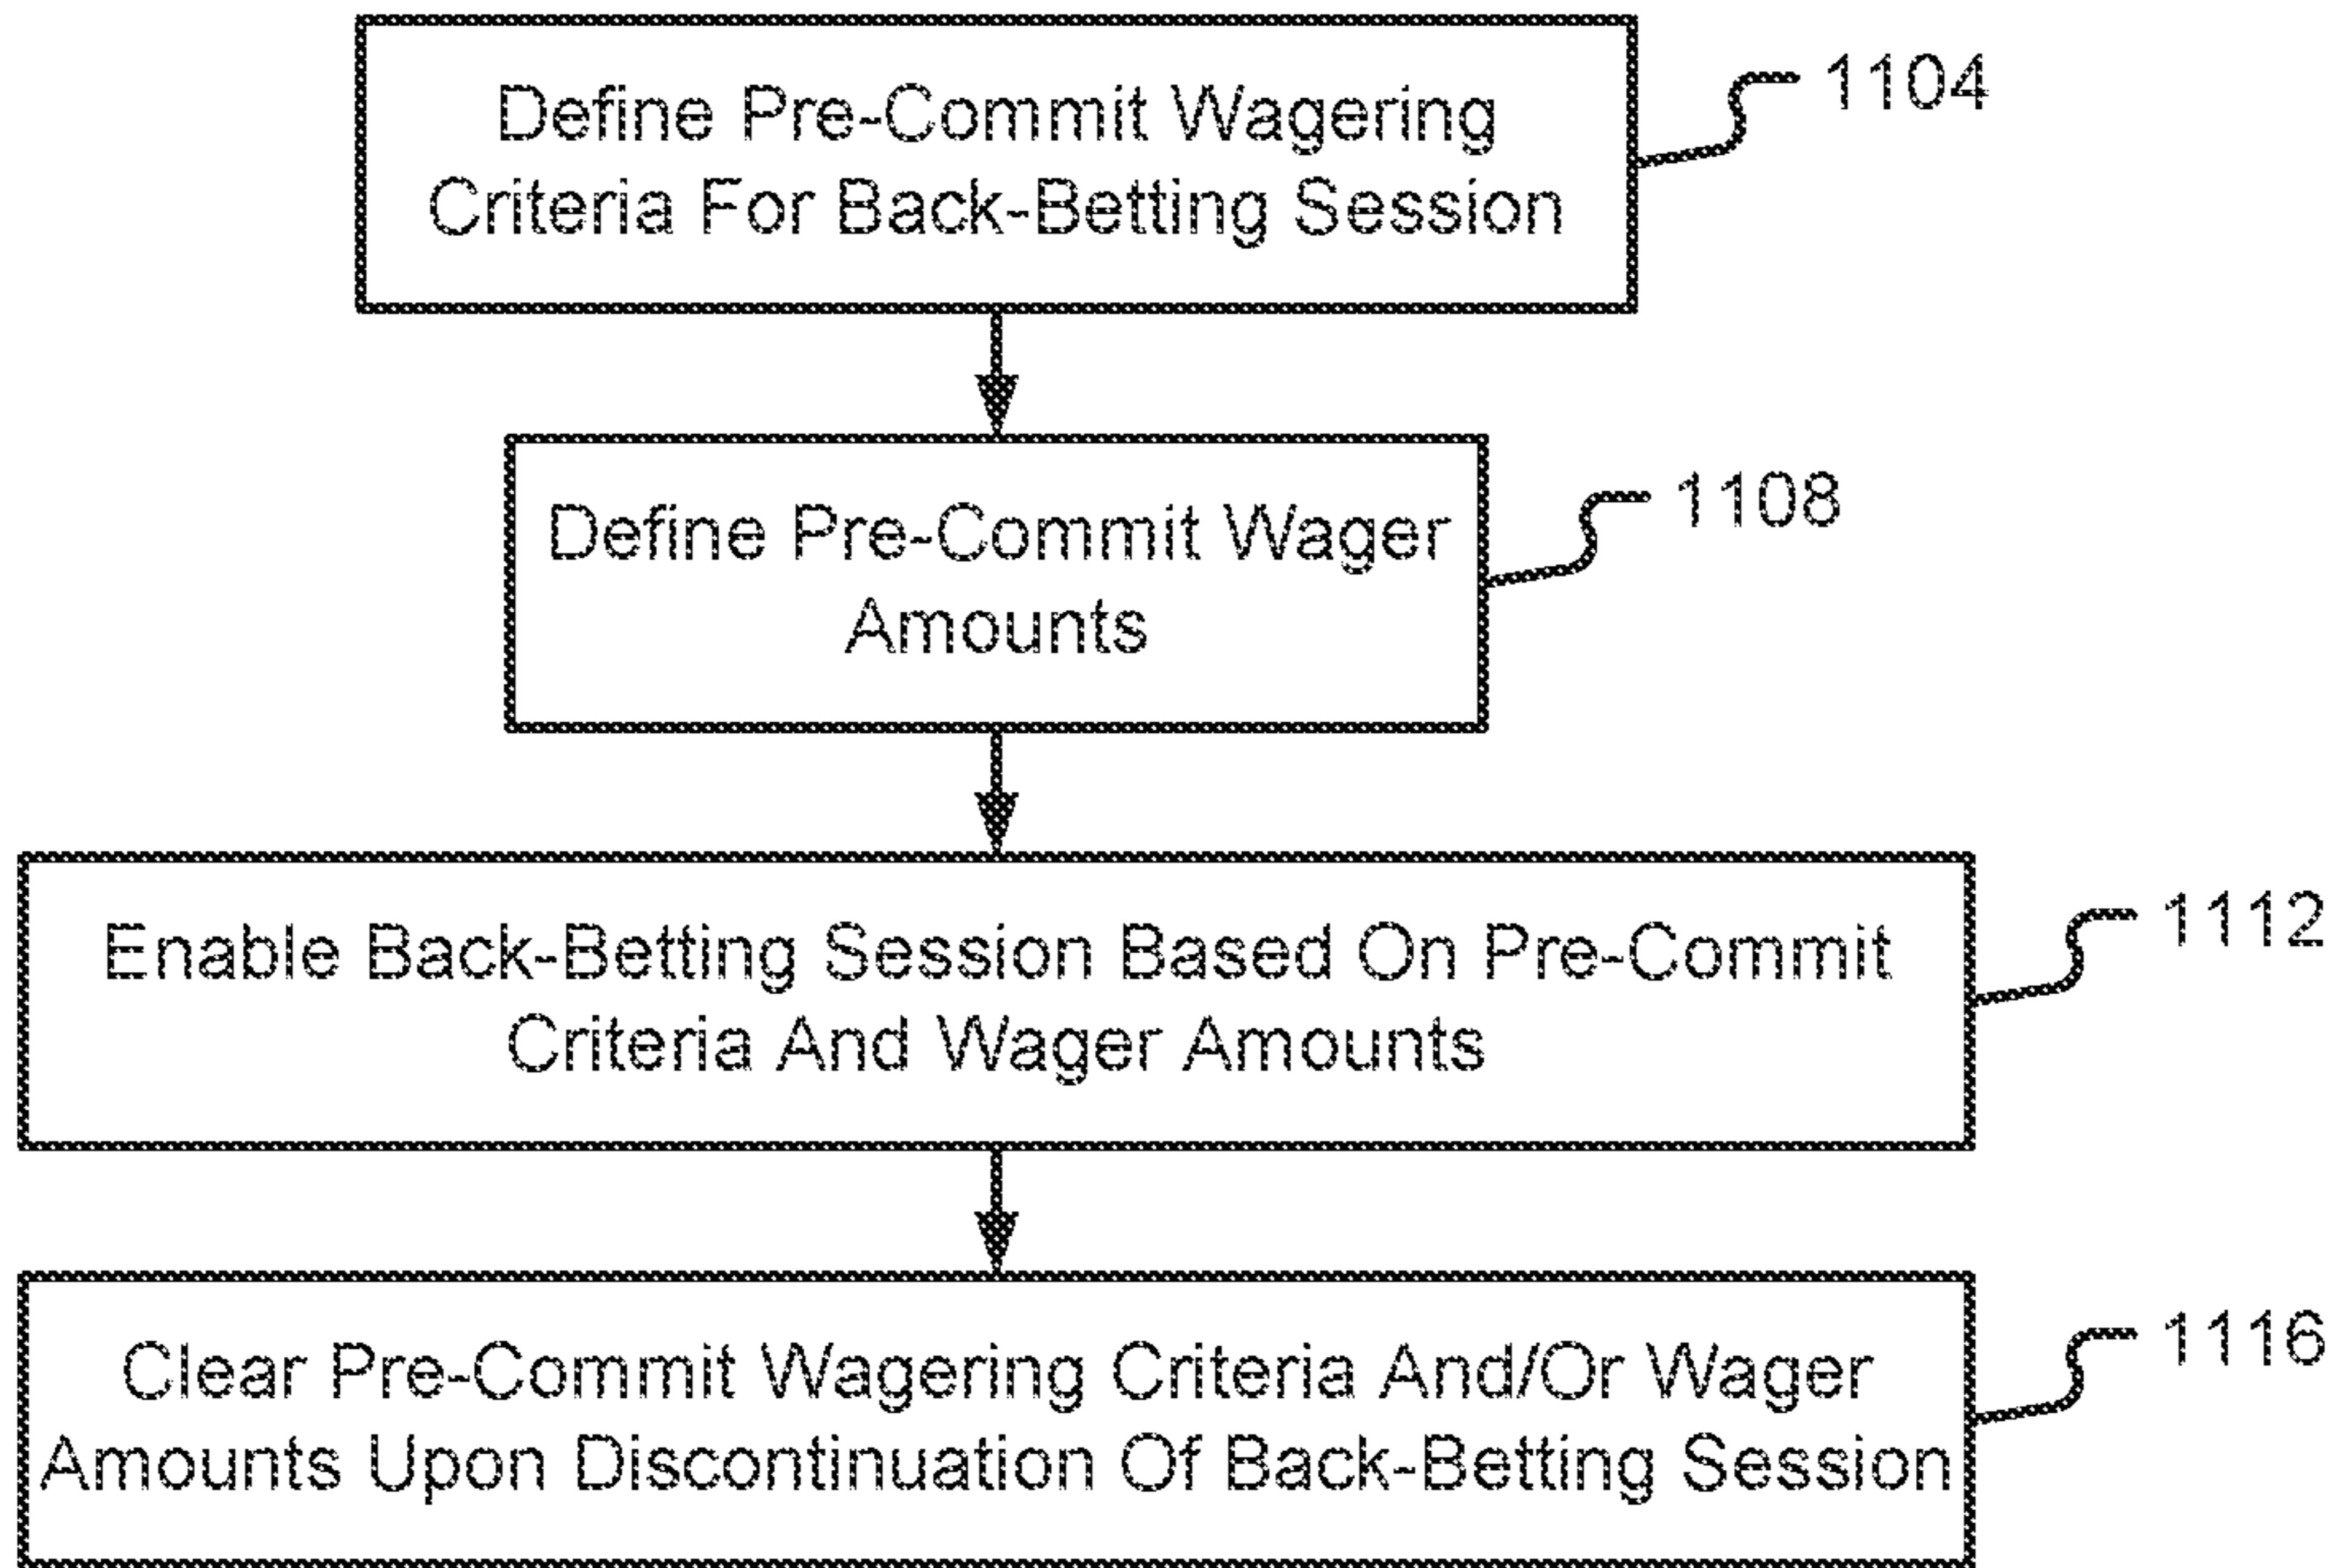 Define Pre-Commit Wagering
Criteria For Back-Betting Session
1104
Define Pre-Commit Wager
Amounts
1108
Enable Back-Betting Session Based On Pre-Commit
Criteria And Wager Amounts
1112
Clear Pre-Commit Wagering Criteria And/Or Wager
Amounts Upon Discontinuation Of Back-Betting Session
1116